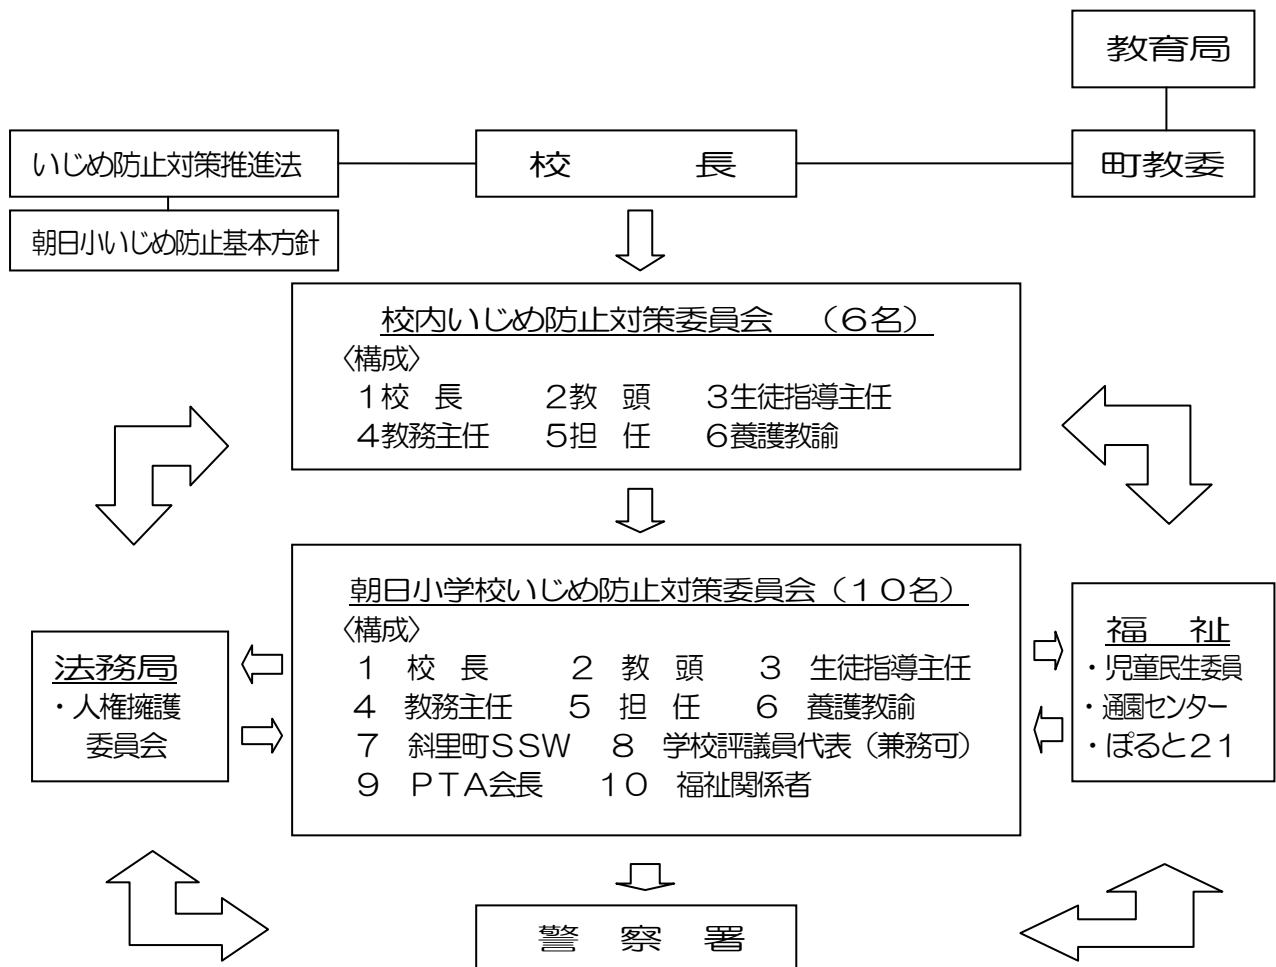 教育局
いじめ防止対策推進法
校　　　長
町教委
朝日小いじめ防止基本方針
校内いじめ防止対策委員会　（６名）
〈構成〉
１校　長　　２教　頭　　３生徒指導主任
４教務主任　　５担　任　　６養護教諭
朝日小学校いじめ防止対策委員会（１０名）
〈構成〉
１　校　長　　２　教　頭　　３　生徒指導主任
４　教務主任　　５　担　任　　６　養護教諭
７　斜里町ＳＳＷ　　８　学校評議員代表（兼務可）
９　ＰＴＡ会長　　１０　福祉関係者
法務局
・人権擁護
委員会
福　祉
・児童民生委員
・通園センター
・ぽると２１
警　察　署